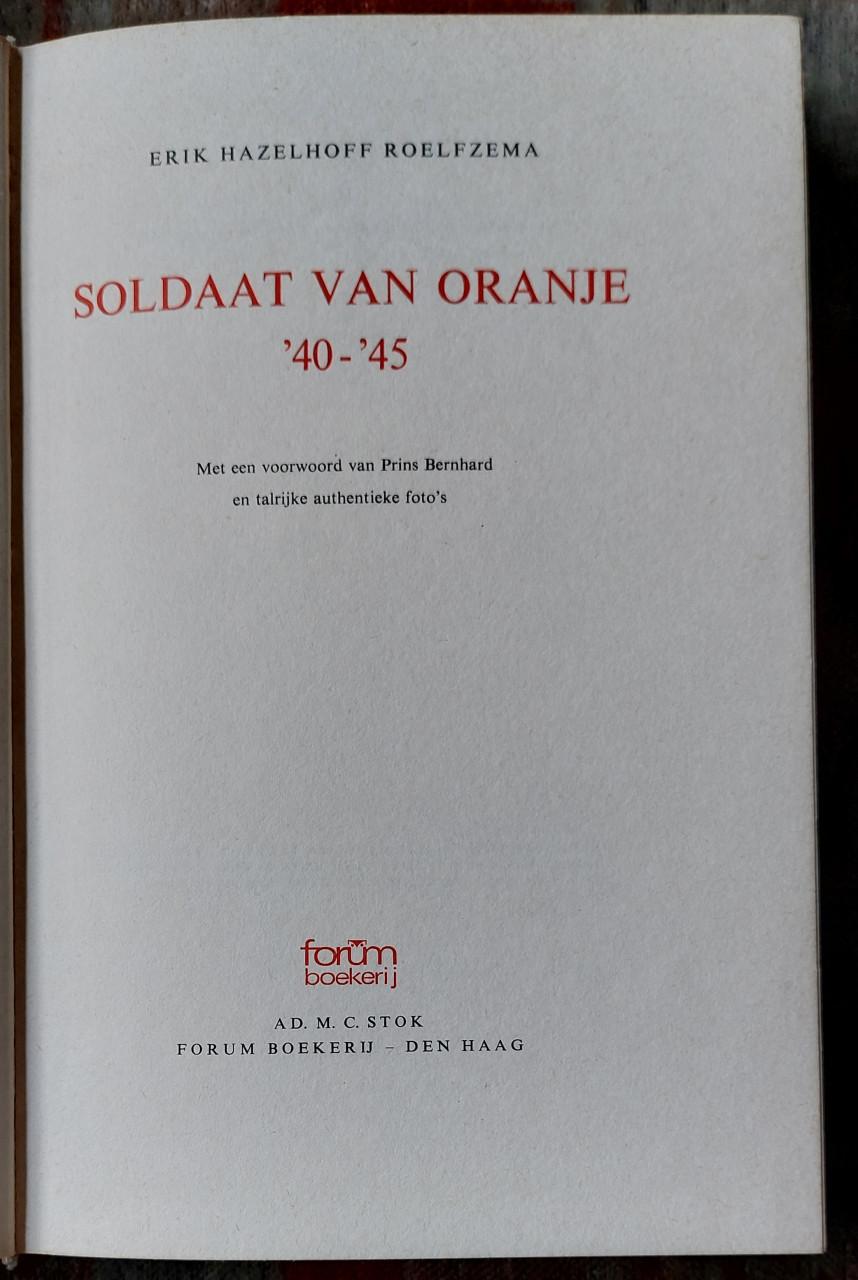 ERIK HAZELHOFF ROELFZEMA
SOLDAAT VAN ORANJE
’40-’45
Met een voorwoord van Prins Bernhard
en talrijke authentieke foto’s
forum
boekerij
AD. M. C. STOK
FORUM BOEKERIJ – DEN HAAG